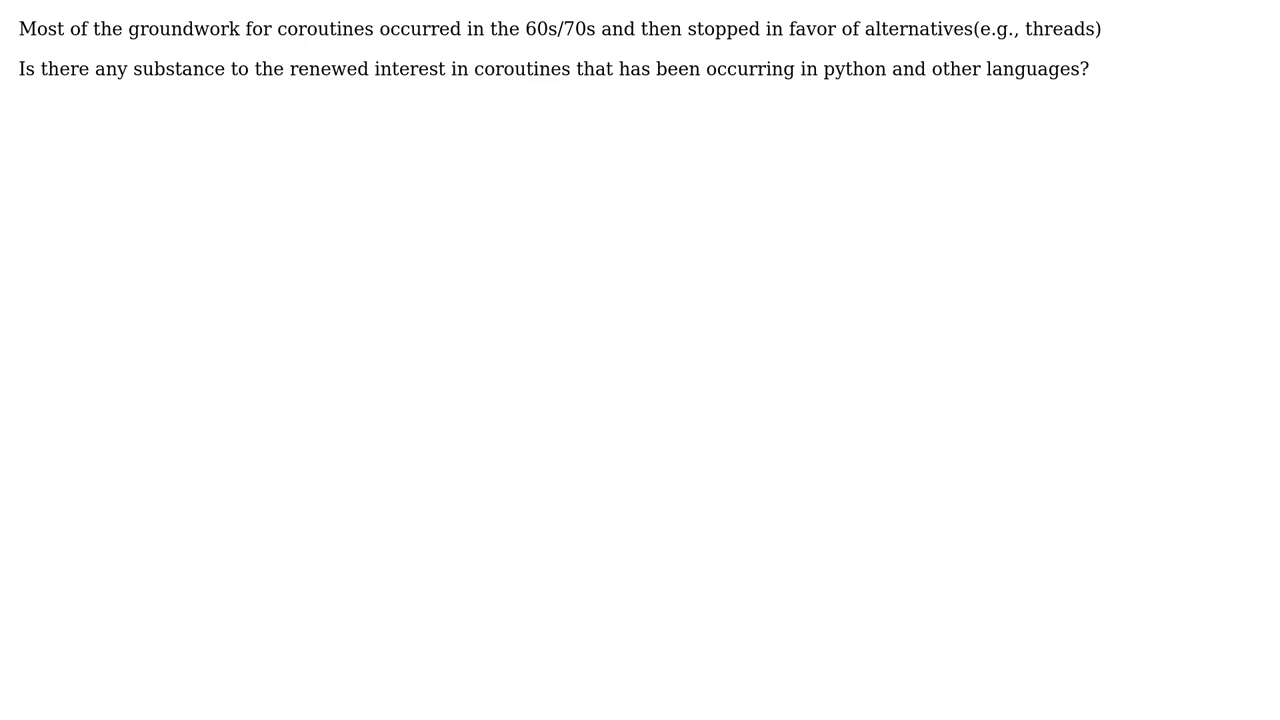 Most of the groundwork for coroutines occurred in the 60s/70s and then stopped in favor of alternatives(e.g., threads)
Is there any substance to the renewed interest in coroutines that has been occurring in python and other languages?